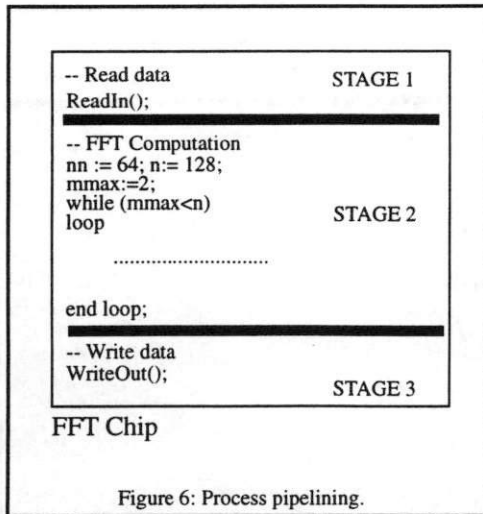 -- Read data
STAGE 1
ReadIn();
-- FFT Computation
nn := 64; n:= 128;
mmax:=2;
while (mmax<n)
STAGE 2
loop
..............................
end loop;
-- Write data
WriteOut();
STAGE 3
FFT Chip
Figure 6: Process pipelining.